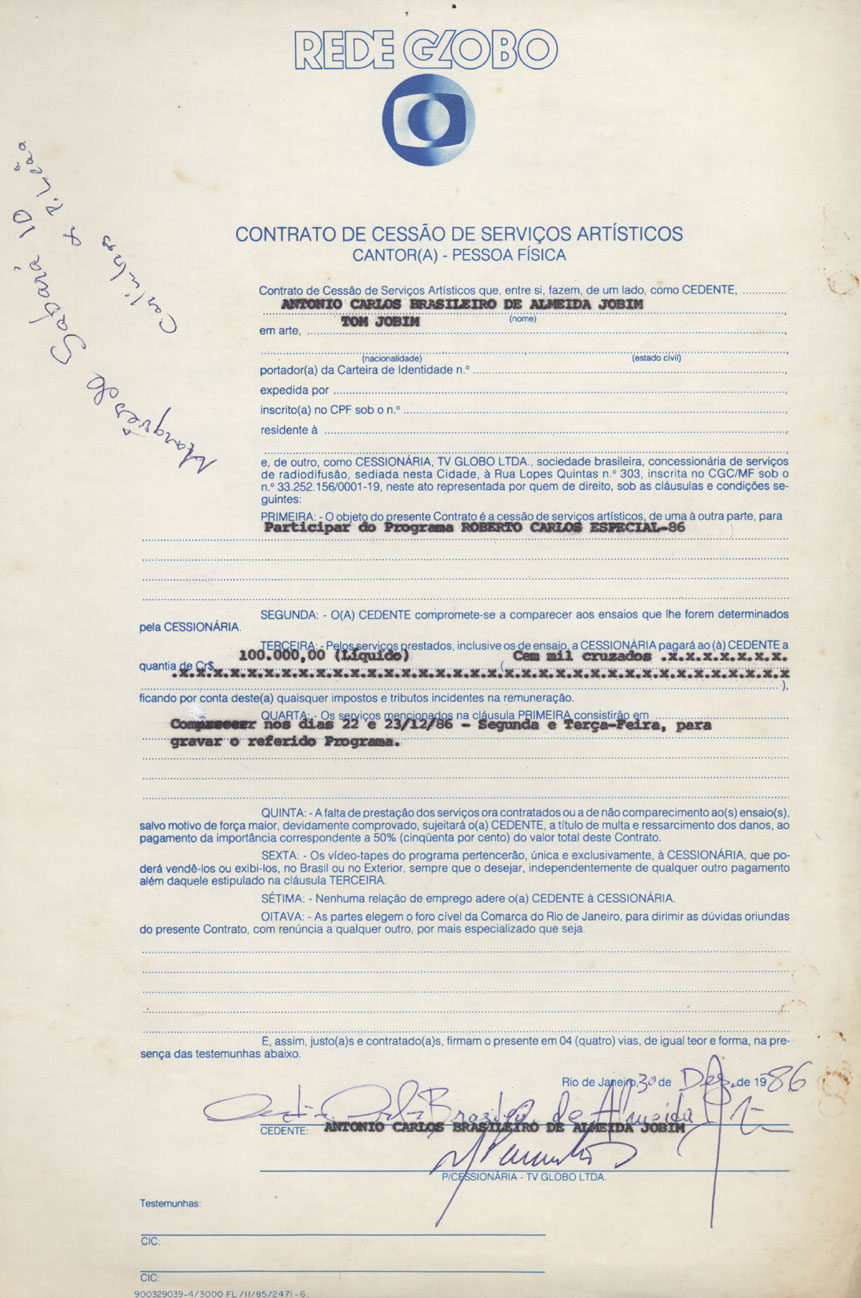 REDE GLOBO
Marquês de Sabará 10
Carlinhos
CONTRATO DE CESSÃO DE SERVIÇOS ARTÍSTICOS
CANTOR(A) - PESSOA FÍSICA
Contrato de Cessão de Serviços Artísticos que, entre si, fazem, de um lado, como CEDENTE,
ANTONIO CARLOS BRASILEIRO DE ALMEIDA JOBIM
(nome)
em arte, TOM JOBIM
(nacionalidade) (estado civil)
portador(a) da Carteira de Identidade n.º
expedida por
inscrito(a) no CPF sob o n.º
residente à
e, de outro, como CESSIONÁRIA, TV GLOBO LTDA., sociedade brasileira, concessionária de serviços
de radiodifusão, sediada nesta Cidade, à Rua Lopes Quintas n.º 303, inscrita no CGC/MF sob o
n.º 33.252.156/0001-19, neste ato representada por quem de direito, sob as cláusulas e condições se-
guintes:
PRIMEIRA: - O objeto do presente Contrato é a cessão de serviços artísticos, de uma à outra parte, para
Participar do Programa ROBERTO CARLOS ESPECIAL-86
SEGUNDA: - O(A) CEDENTE compromete-se a comparecer aos ensaios que lhe forem determinados
pela CESSIONÁRIA.
TERCEIRA: - Pelos serviços prestados, inclusive os de ensaio, a CESSIONÁRIA pagará ao (à) CEDENTE a
quantia de Cr$ 100.000,00 (Líquido) (Cem mil cruzados .x.x.x.x.x.x.x.
.x.x.x.x.x.x.x.x.x.x.x.x.x.x.x.x.x.x.x.x.x.x.x.x.x.x.x.x.x.x.x.x.x.x.x.x ),
ficando por conta deste(a) quaisquer impostos e tributos incidentes na remuneração.
QUARTA: - Os serviços mencionados na cláusula PRIMEIRA consistirão em
Comparecer nos dias 22 e 23/12/86 - Segunda e Terça-Feira, para
gravar o referido Programa.
QUINTA: - A falta de prestação dos serviços ora contratados ou a de não comparecimento ao(s) ensaio(s),
salvo motivo de força maior, devidamente comprovado, sujeitará o(a) CEDENTE, a título de multa e ressarcimento dos danos, ao
pagamento da importância correspondente a 50% (cinqüenta por cento) do valor total deste Contrato.
SEXTA: - Os vídeo-tapes do programa pertencerão, única e exclusivamente, à CESSIONÁRIA, que po-
derá vendê-los ou exibi-los, no Brasil ou no Exterior, sempre que o desejar, independentemente de qualquer outro pagamento
além daquele estipulado na cláusula TERCEIRA.
SÉTIMA: - Nenhuma relação de emprego adere o(a) CEDENTE à CESSIONÁRIA.
OITAVA: - As partes elegem o foro cível da Comarca do Rio de Janeiro, para dirimir as dúvidas oriundas
do presente Contrato, com renúncia a qualquer outro, por mais especializado que seja.
E, assim, justo(a)s e contratado(a)s, firmam o presente em 04 (quatro) vias, de igual teor e forma, na pre-
sença das testemunhas abaixo.
Rio de Janeiro, 30 de Dez. de 1986
Antonio Carlos Brasileiro de Almeida Jobim
CEDENTE: ANTONIO CARLOS BRASILEIRO DE ALMEIDA JOBIM
P/CESSIONÁRIA - TV GLOBO LTDA.
Testemunhas:
CIC:
CIC:
900329039-4/3000 FL /11/85/2471-6